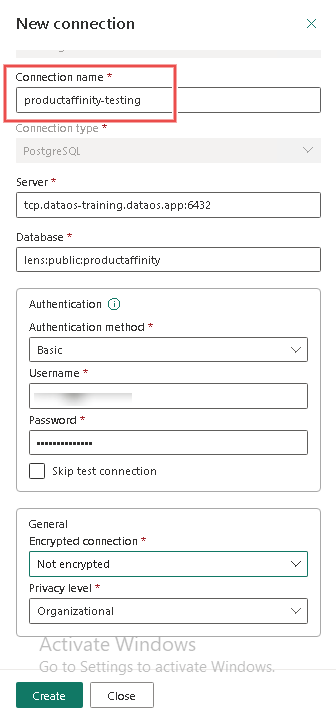 New connection
Connection name *
productaffinity-testing
Connection type *
PostgreSQL
Server *
tcp.dataos-training.dataos.app:6432
Database *
lens:public:productaffinity
Authentication
Authentication method *
Basic
Username *
Password *
•••••••••••••
Skip test connection
General
Encrypted connection *
Not encrypted
Privacy level *
Organizational
Activate Windows
Go to Settings to activate Windows.
Create Close